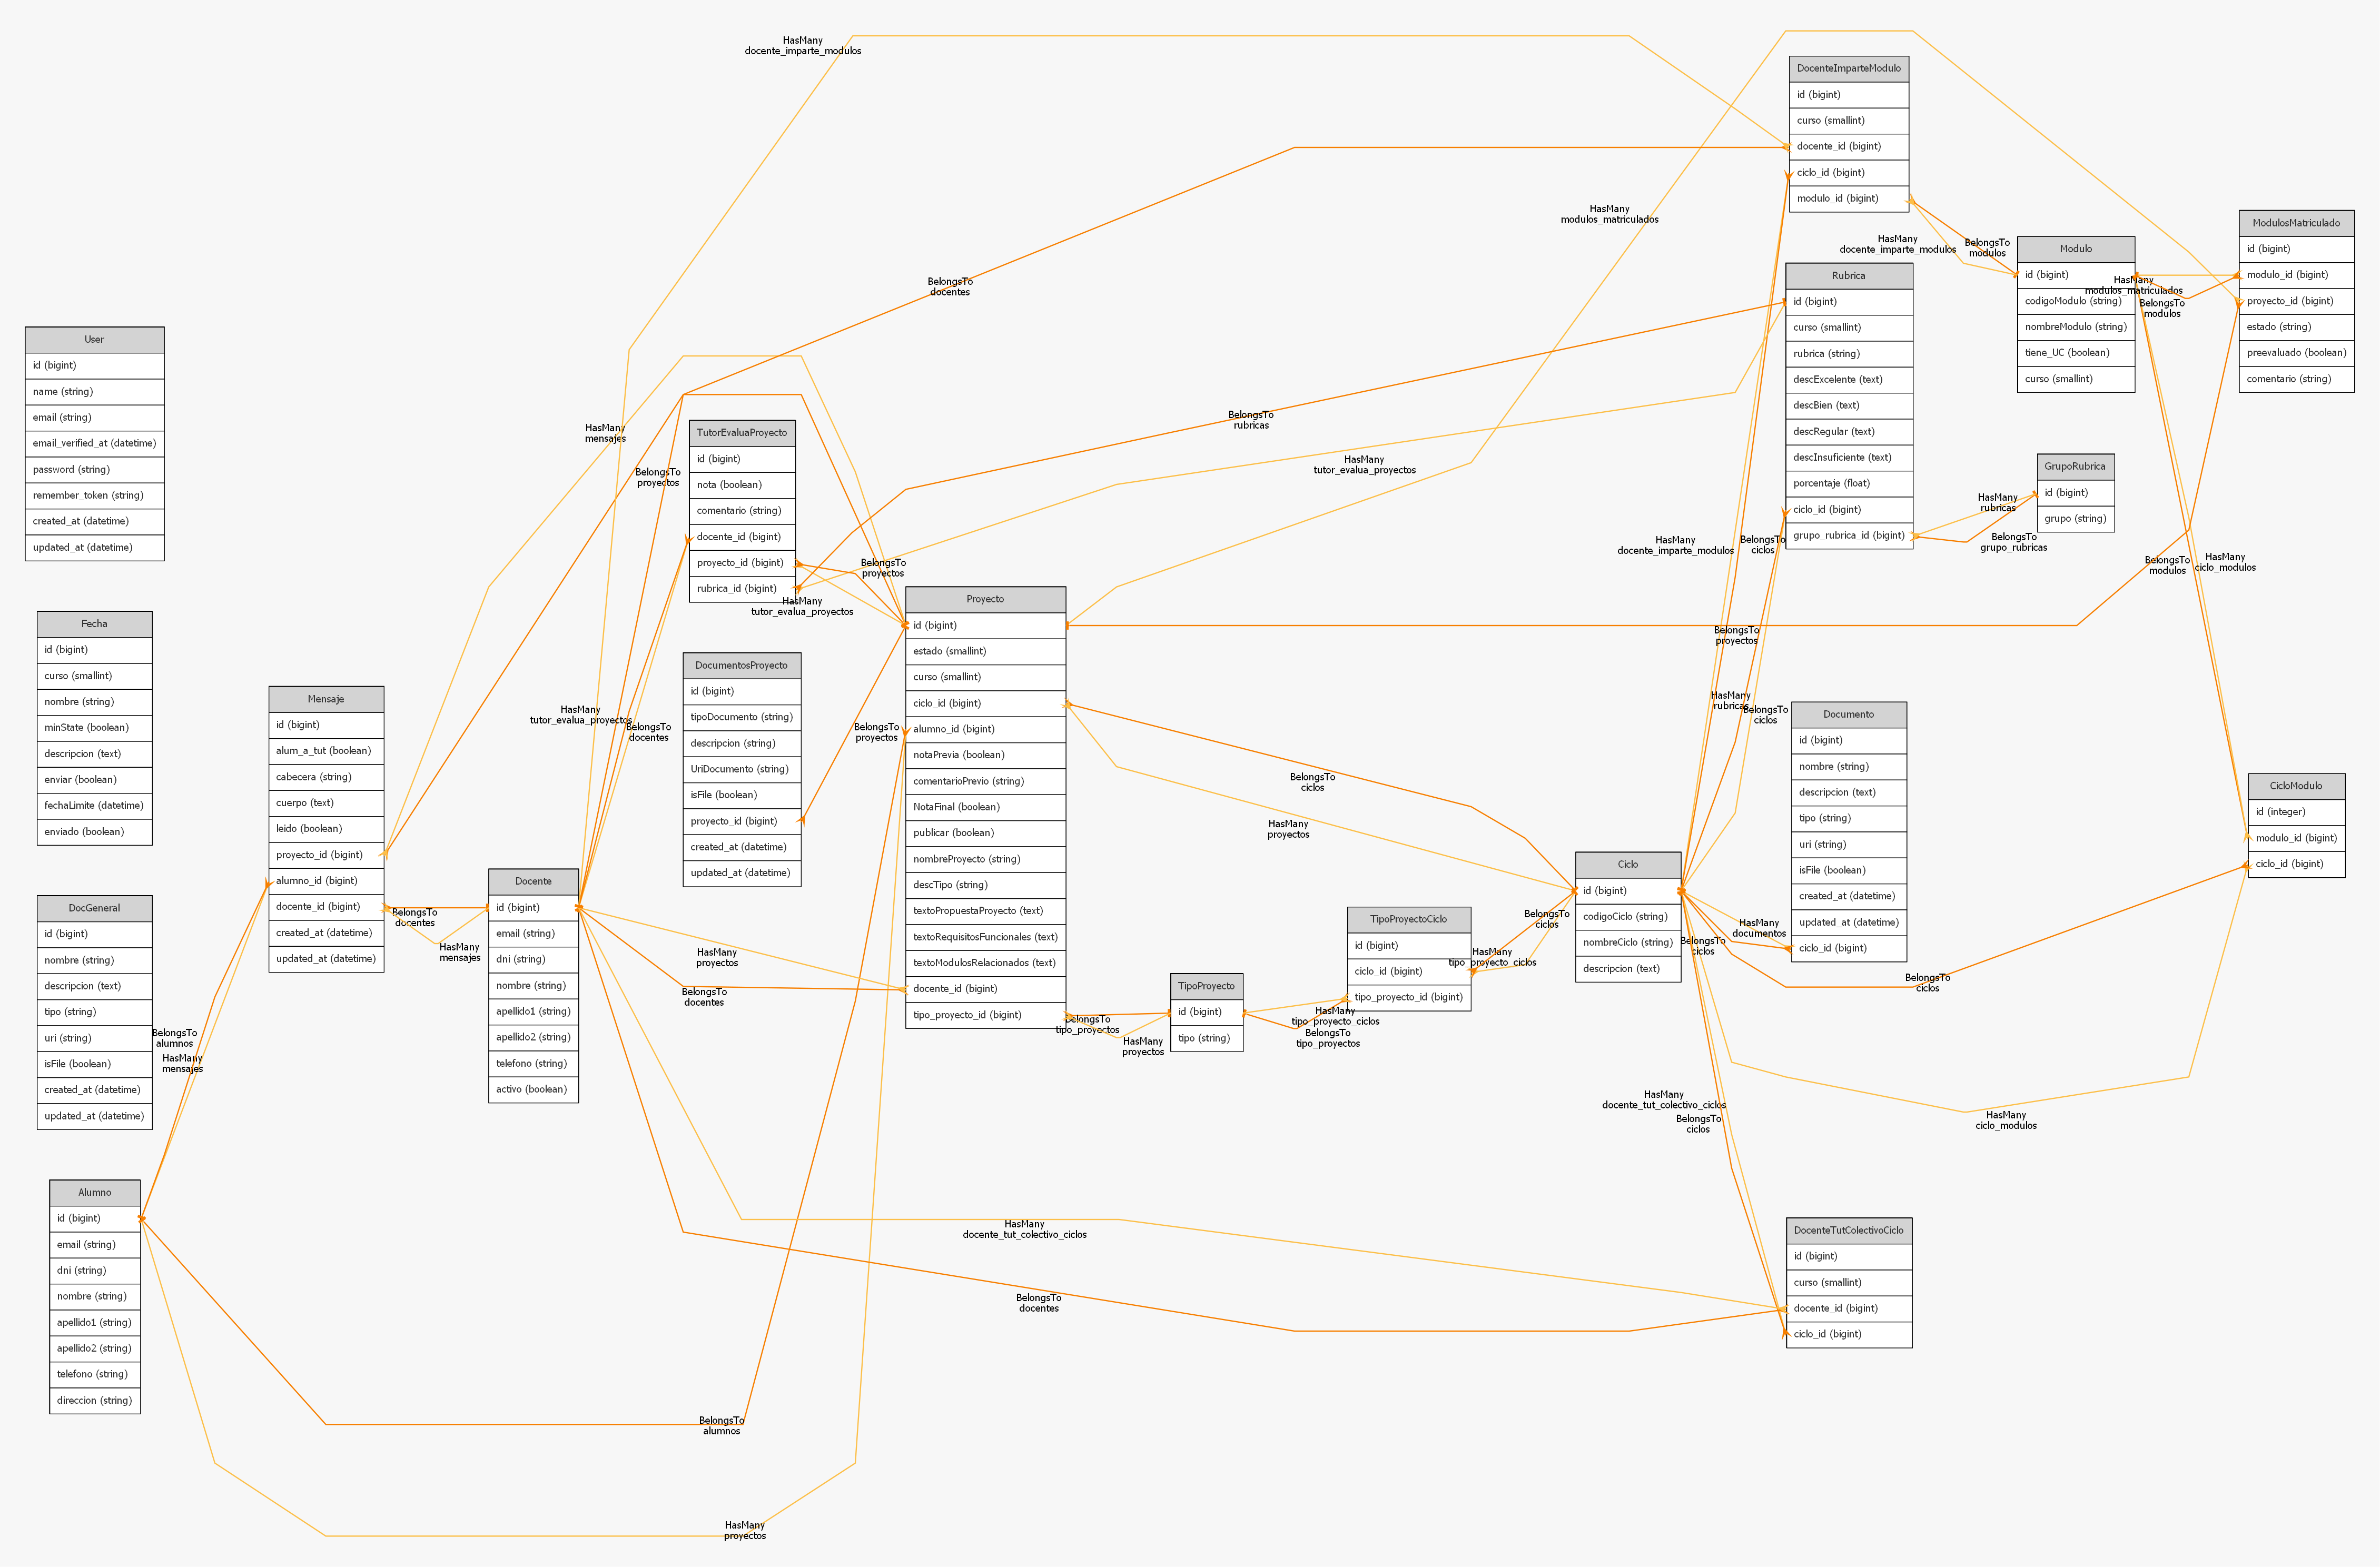 User
id (bigint)
name (string)
email (string)
email_verified_at (datetime)
password (string)
remember_token (string)
created_at (datetime)
updated_at (datetime)
Fecha
id (bigint)
curso (smallint)
nombre (string)
minState (boolean)
descripcion (text)
enviar (boolean)
fechaLimite (datetime)
enviado (boolean)
DocGeneral
id (bigint)
nombre (string)
descripcion (text)
tipo (string)
uri (string)
isFile (boolean)
created_at (datetime)
updated_at (datetime)
Alumno
id (bigint)
email (string)
dni (string)
nombre (string)
apellido1 (string)
apellido2 (string)
telefono (string)
direccion (string)
BelongsTo
alumnos
HasMany
mensajes
Mensaje
id (bigint)
alum_a_tut (boolean)
cabecera (string)
cuerpo (text)
leido (boolean)
proyecto_id (bigint)
alumno_id (bigint)
docente_id (bigint)
created_at (datetime)
updated_at (datetime)
BelongsTo
docentes
HasMany
mensajes
Docente
id (bigint)
email (string)
dni (string)
nombre (string)
apellido1 (string)
apellido2 (string)
telefono (string)
activo (boolean)
HasMany
docente_imparte_modulos
BelongsTo
docentes
HasMany
mensajes
BelongsTo
proyectos
HasMany
tutor_evalua_proyectos
BelongsTo
docentes
HasMany
proyectos
BelongsTo
docentes
HasMany
docente_tut_colectivo_ciclos
BelongsTo
docentes
BelongsTo
alumnos
HasMany
proyectos
TutorEvaluaProyecto
id (bigint)
nota (boolean)
comentario (string)
docente_id (bigint)
proyecto_id (bigint)
rubrica_id (bigint)
BelongsTo
proyectos
HasMany
tutor_evalua_proyectos
DocumentosProyecto
id (bigint)
tipoDocumento (string)
descripcion (string)
UriDocumento (string)
isFile (boolean)
proyecto_id (bigint)
created_at (datetime)
updated_at (datetime)
BelongsTo
proyectos
Proyecto
id (bigint)
estado (smallint)
curso (smallint)
ciclo_id (bigint)
alumno_id (bigint)
notaPrevia (boolean)
comentarioPrevio (string)
NotaFinal (boolean)
publicar (boolean)
nombreProyecto (string)
descTipo (string)
textoPropuestaProyecto (text)
textoRequisitosFuncionales (text)
textoModulosRelacionados (text)
docente_id (bigint)
tipo_proyecto_id (bigint)
BelongsTo
rubricas
HasMany
tutor_evalua_proyectos
HasMany
modulos_matriculados
BelongsTo
ciclos
HasMany
proyectos
BelongsTo
tipo_proyectos
HasMany
proyectos
TipoProyecto
id (bigint)
tipo (string)
HasMany
tipo_proyecto_ciclos
BelongsTo
tipo_proyectos
TipoProyectoCiclo
id (bigint)
ciclo_id (bigint)
tipo_proyecto_id (bigint)
BelongsTo
ciclos
HasMany
tipo_proyecto_ciclos
Ciclo
id (bigint)
codigoCiclo (string)
nombreCiclo (string)
descripcion (text)
HasMany
docente_imparte_modulos
BelongsTo
ciclos
BelongsTo
proyectos
HasMany
rubricas
BelongsTo
ciclos
HasMany
documentos
BelongsTo
ciclos
BelongsTo
ciclos
HasMany
ciclo_modulos
HasMany
docente_tut_colectivo_ciclos
BelongsTo
ciclos
DocenteImparteModulo
id (bigint)
curso (smallint)
docente_id (bigint)
ciclo_id (bigint)
modulo_id (bigint)
HasMany
docente_imparte_modulos
BelongsTo
modulos
Rubrica
id (bigint)
curso (smallint)
rubrica (string)
descExcelente (text)
descBien (text)
descRegular (text)
descInsuficiente (text)
porcentaje (float)
ciclo_id (bigint)
grupo_rubrica_id (bigint)
HasMany
rubricas
BelongsTo
grupo_rubricas
GrupoRubrica
id (bigint)
grupo (string)
Documento
id (bigint)
nombre (string)
descripcion (text)
tipo (string)
uri (string)
isFile (boolean)
created_at (datetime)
updated_at (datetime)
ciclo_id (bigint)
DocenteTutColectivoCiclo
id (bigint)
curso (smallint)
docente_id (bigint)
ciclo_id (bigint)
Modulo
id (bigint)
codigoModulo (string)
nombreModulo (string)
tiene_UC (boolean)
curso (smallint)
HasMany
modulos_matriculados
BelongsTo
modulos
BelongsTo
modulos
HasMany
ciclo_modulos
ModulosMatriculado
id (bigint)
modulo_id (bigint)
proyecto_id (bigint)
estado (string)
preevaluado (boolean)
comentario (string)
CicloModulo
id (integer)
modulo_id (bigint)
ciclo_id (bigint)